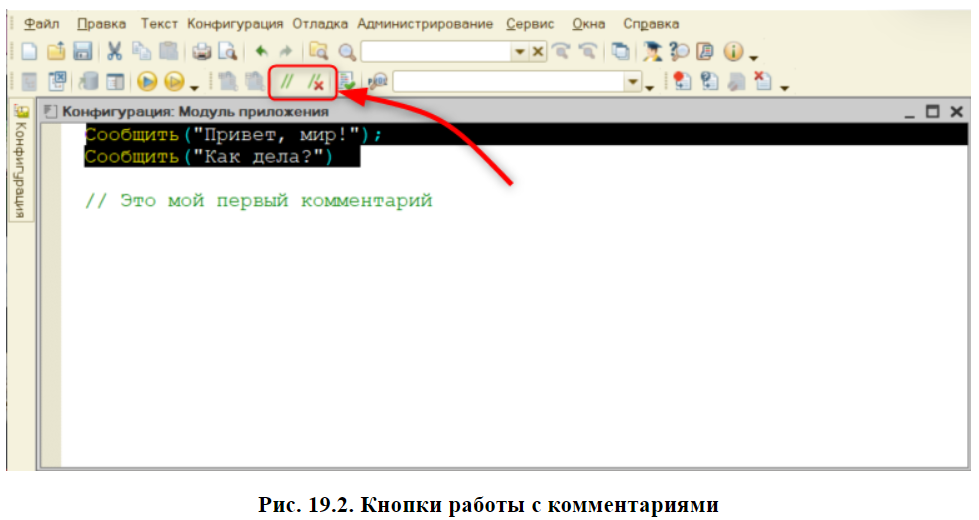 Файл Правка Текст Конфигурация Отладка Администрирование Сервис Окна Справка
Конфигурация: Модуль приложения
Конфигурация
Сообщить("Привет, мир!");
Сообщить("Как дела?")
// Это мой первый комментарий
Рис. 19.2. Кнопки работы с комментариями